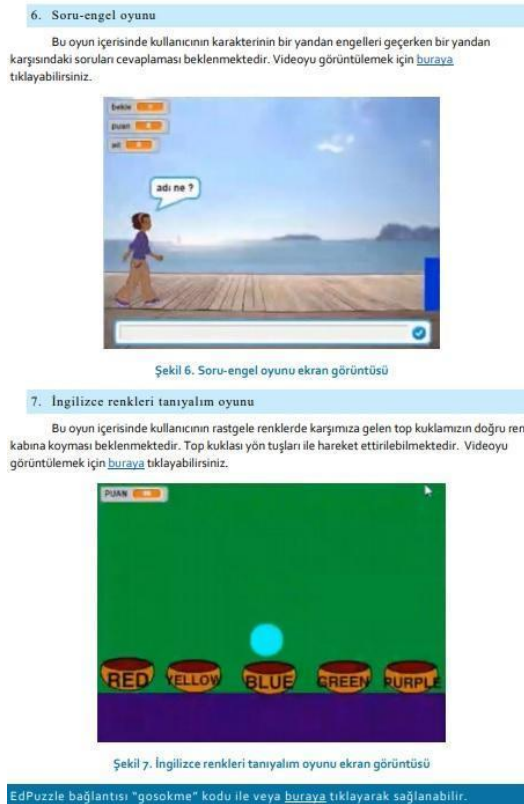 6. Soru-engel oyunu
Bu oyun içerisinde kullanıcının karakterinin bir yandan engelleri geçerken bir yandan
karşısındaki soruları cevaplaması beklenmektedir. Videoyu görüntülemek için buraya
tıklayabilirsiniz.
bekle
puan
adı ne ?
Şekil 6. Soru-engel oyunu ekran görüntüsü
7. İngilizce renkleri tanıyalım oyunu
Bu oyun içerisinde kullanıcının rastgele renklerde karşımıza gelen top kuklamızın doğru ren
kabına koyması beklenmektedir. Top kuklası yön tuşları ile hareket ettirilebilmektedir. Videoyu
görüntülemek için buraya tıklayabilirsiniz.
PUAN
RED YELLOW BLUE GREEN PURPLE
Şekil 7. İngilizce renkleri tanıyalım oyunu ekran görüntüsü
EdPuzzle bağlantısı "gosokme" kodu ile veya buraya tıklayarak sağlanabilir.